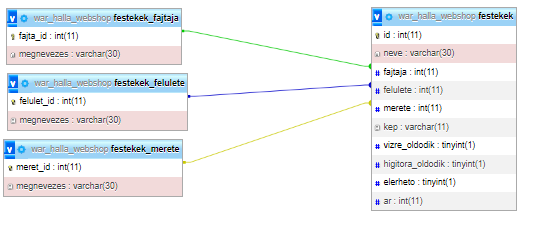 war_halla_webshop festekek_fajtaja
fajta_id : int(11)
megnevezes : varchar(30)
war_halla_webshop festekek_felulete
felulet_id : int(11)
megnevezes : varchar(30)
war_halla_webshop festekek_merete
meret_id : int(11)
megnevezes : varchar(30)
war_halla_webshop festekek
id : int(11)
neve : varchar(30)
fajtaja : int(11)
felulete : int(11)
merete : int(11)
kep : varchar(11)
vizre_oldodik : tinyint(1)
higitora_oldodik : tinyint(1)
elerheto : tinyint(1)
ar : int(11)